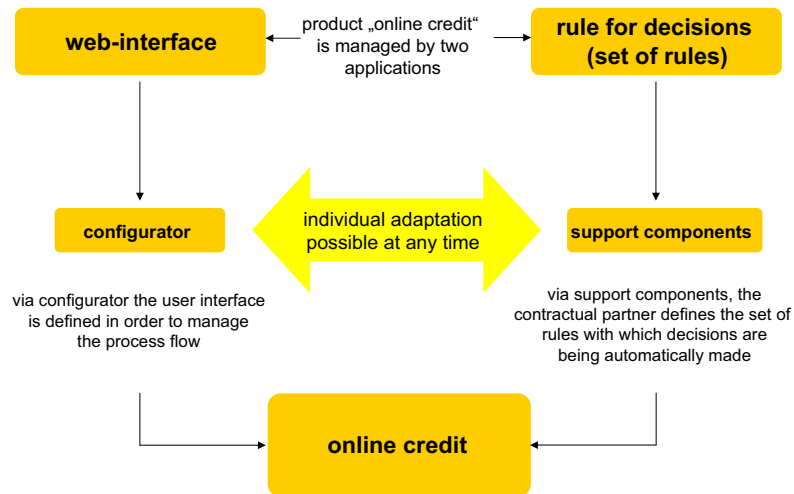 web-interface
product „online credit“
is managed by two
applications
rule for decisions
(set of rules)
configurator
individual adaptation
possible at any time
support components
via configurator the user interface
is defined in order to manage
the process flow
via support components, the
contractual partner defines the set of
rules with which decisions are
being automatically made
online credit